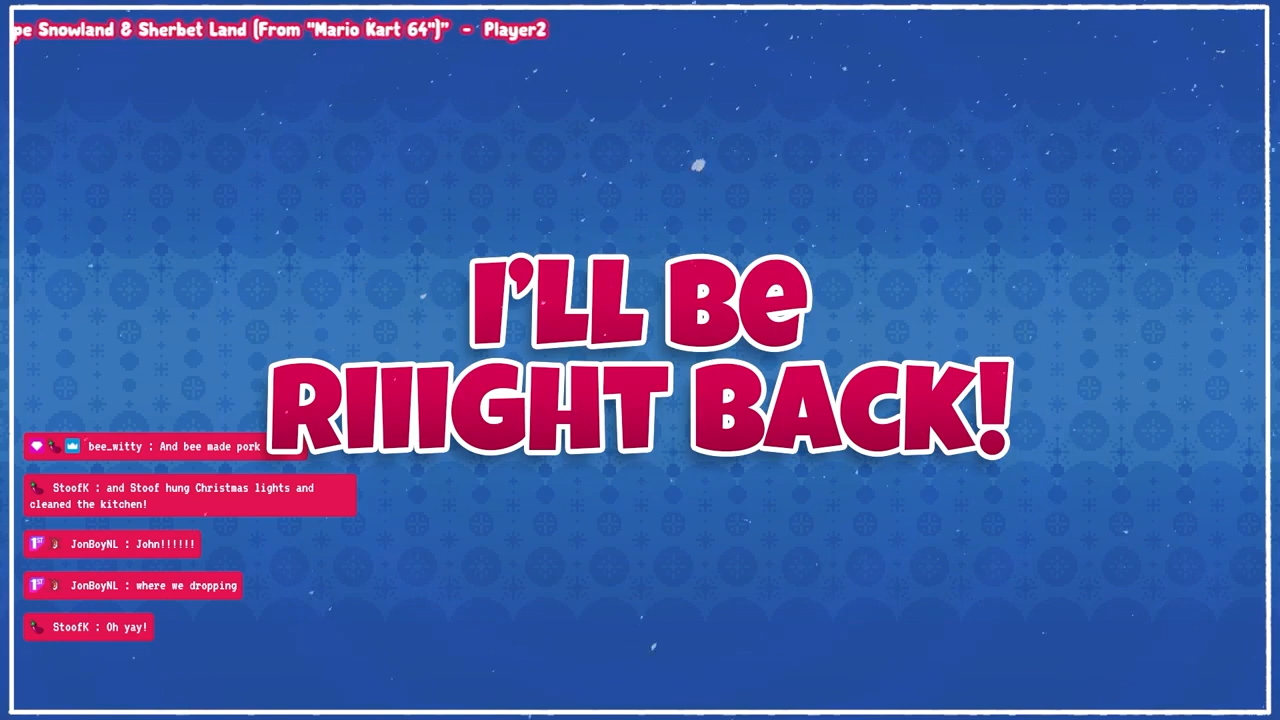 pe Snowland & Sherbet Land (From "Mario Kart 64")" - Player2
I'LL BE
RIIIGHT BACK!
bee_witty : And bee made pork
StoofK : and Stoof hung Christmas lights and
cleaned the kitchen!
1ST JonBoyNL : John!!!!!!
1ST JonBoyNL : where we dropping
StoofK : Oh yay!